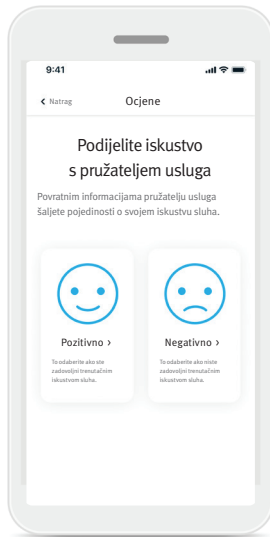 9:41
Natrag
Ocjene
Podijelite iskustvo
s pružateljem usluga
Povratnim informacijama pružatelju usluga
šaljete pojedinosti o svojem iskustvu sluha.
Pozitivno
To odaberite ako ste
zadovoljni trenutačnim
iskustvom sluha.
Negativno
To odaberite ako niste
zadovoljni trenutačnim
iskustvom sluha.